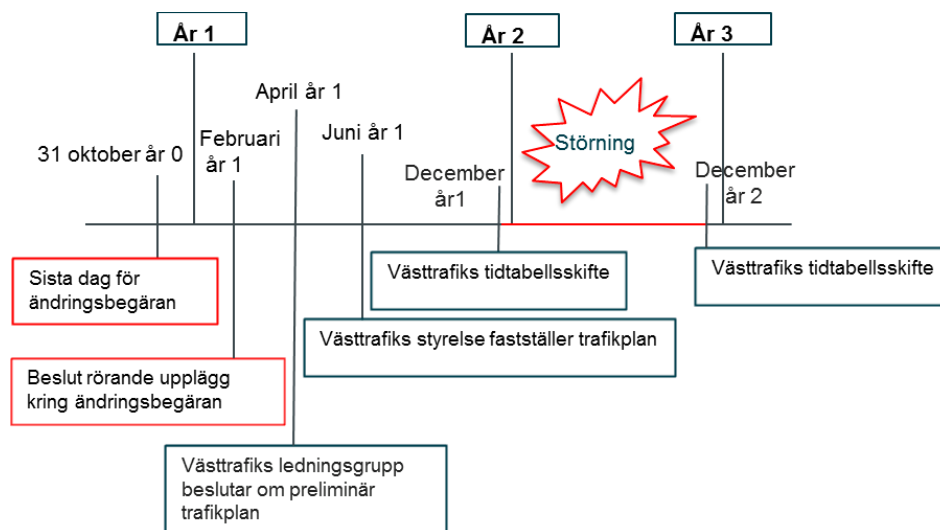 År 1
År 2
År 3
April år 1
Juni år 1
Februari
år 1
31 oktober år 0
Störning
December
år1
December
år 2
Sista dag för
ändringsbegäran
Västtrafiks tidtabellsskifte
Västtrafiks tidtabellsskifte
Västtrafiks styrelse fastställer trafikplan
Beslut rörande upplägg
kring ändringsbegäran
Västtrafiks ledningsgrupp
beslutar om preliminär
trafikplan